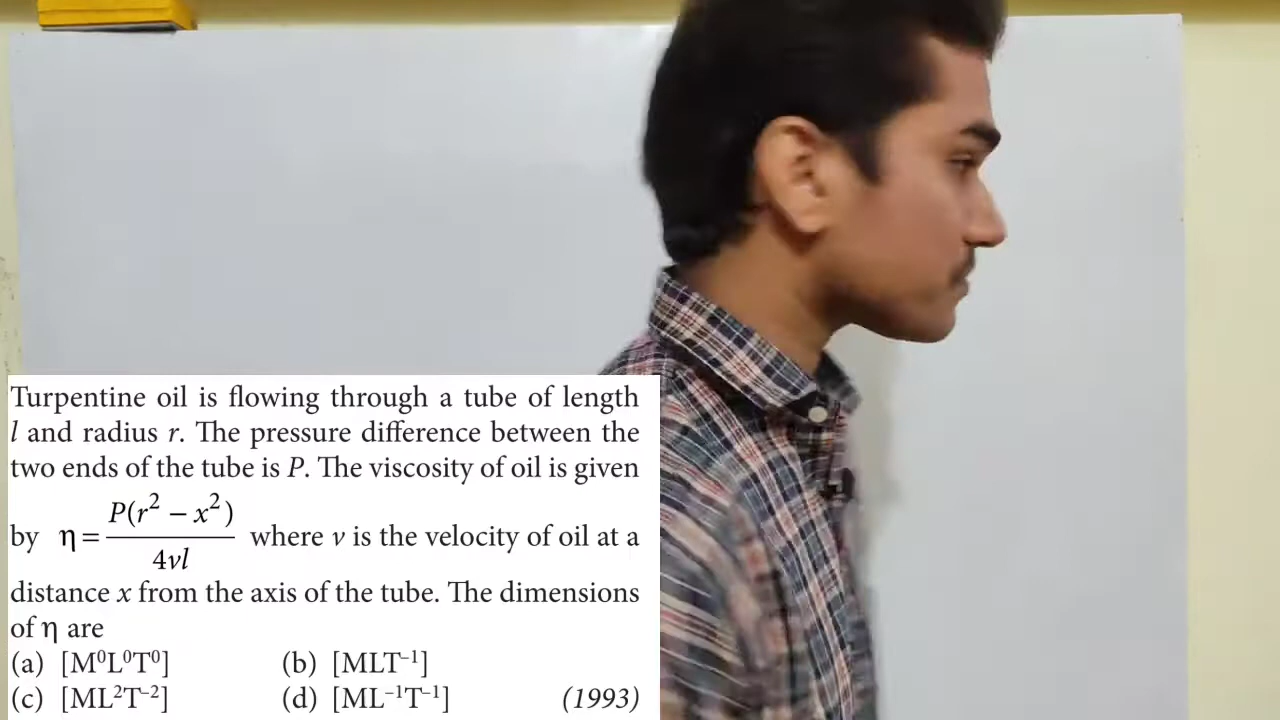 Turpentine oil is flowing through a tube of length
l and radius r. The pressure difference between the
two ends of the tube is P. The viscosity of oil is given
by η = P(r² – x²) / 4vl where v is the velocity of oil at a
distance x from the axis of the tube. The dimensions
of η are
(a) [M⁰L⁰T⁰] (b) [MLT⁻¹]
(c) [ML²T⁻²] (d) [ML⁻¹T⁻¹] (1993)